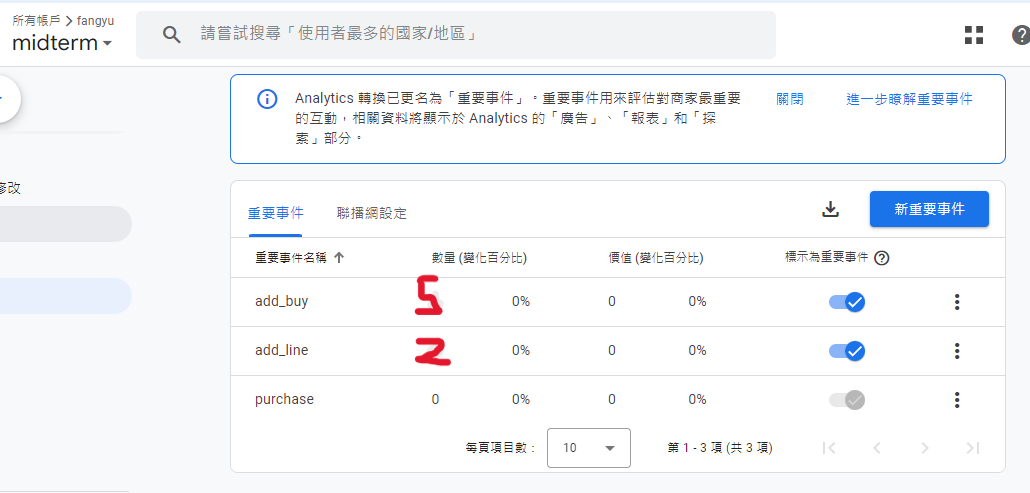 所有帳戶 > fangyu
midterm
請嘗試搜尋「使用者最多的國家/地區」
Analytics 轉換已更名為「重要事件」。重要事件用來評估對商家最重要
的互動，相關資料將顯示於 Analytics 的「廣告」、「報表」和「探
索」部分。
關閉
進一步瞭解重要事件
修改
重要事件
聯播網設定
新重要事件
重要事件名稱 ↑ 數量 (變化百分比) 價值 (變化百分比) 標示為重要事件
add_buy 5 0% 0 0%
add_line 2 0% 0 0%
purchase 0 0% 0 0%
每頁項目數： 10 第 1 - 3 項 (共 3 項)